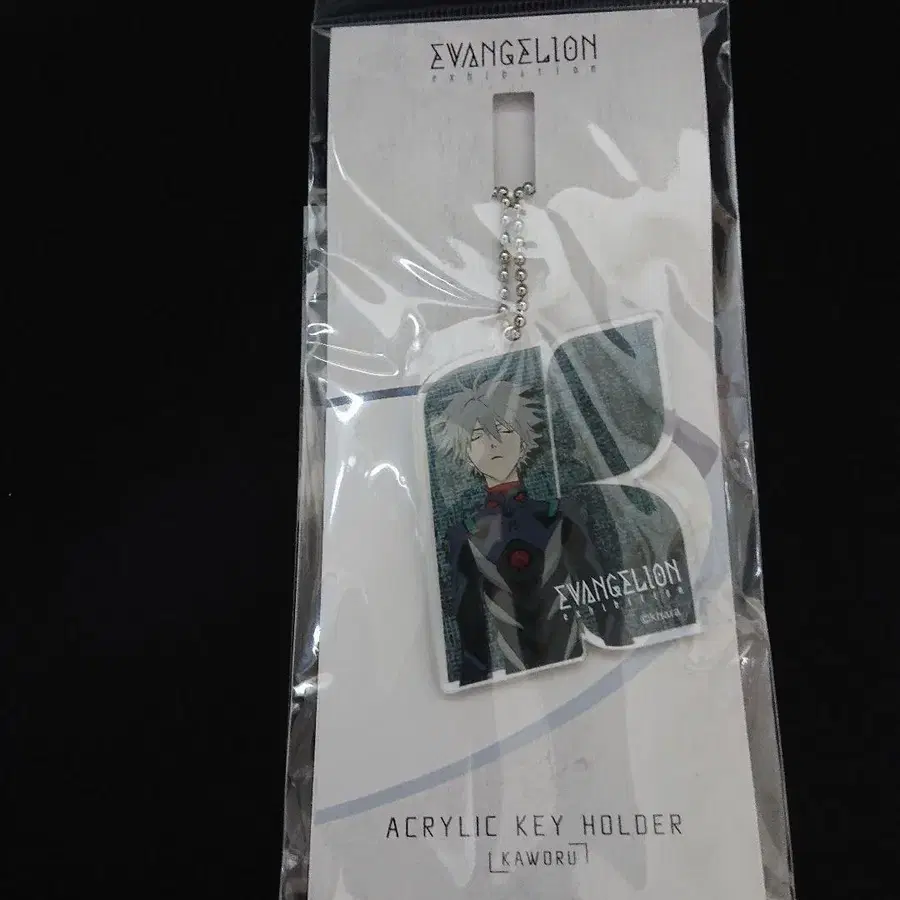 EVANGELION
exhibition
EVANGELION
exhibition
©khara
ACRYLIC KEY HOLDER
[KAWORU]